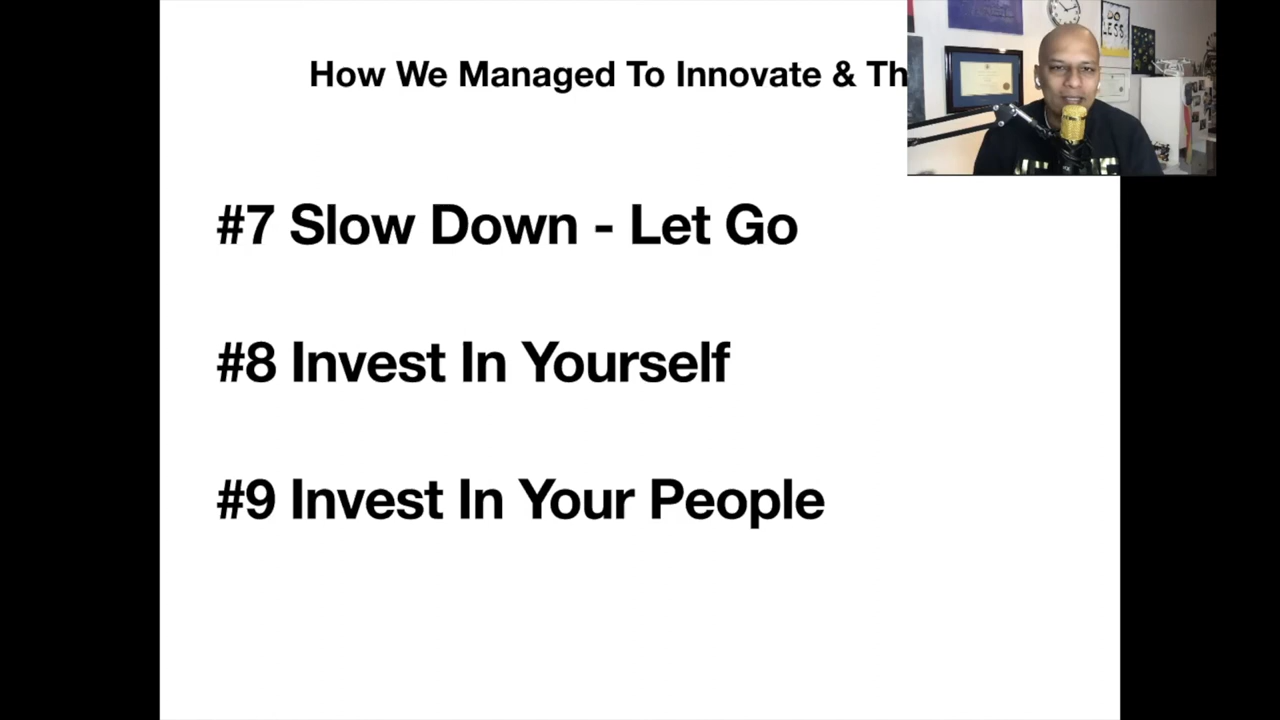 How We Managed To Innovate & Th
#7 Slow Down - Let Go
#8 Invest In Yourself
#9 Invest In Your People